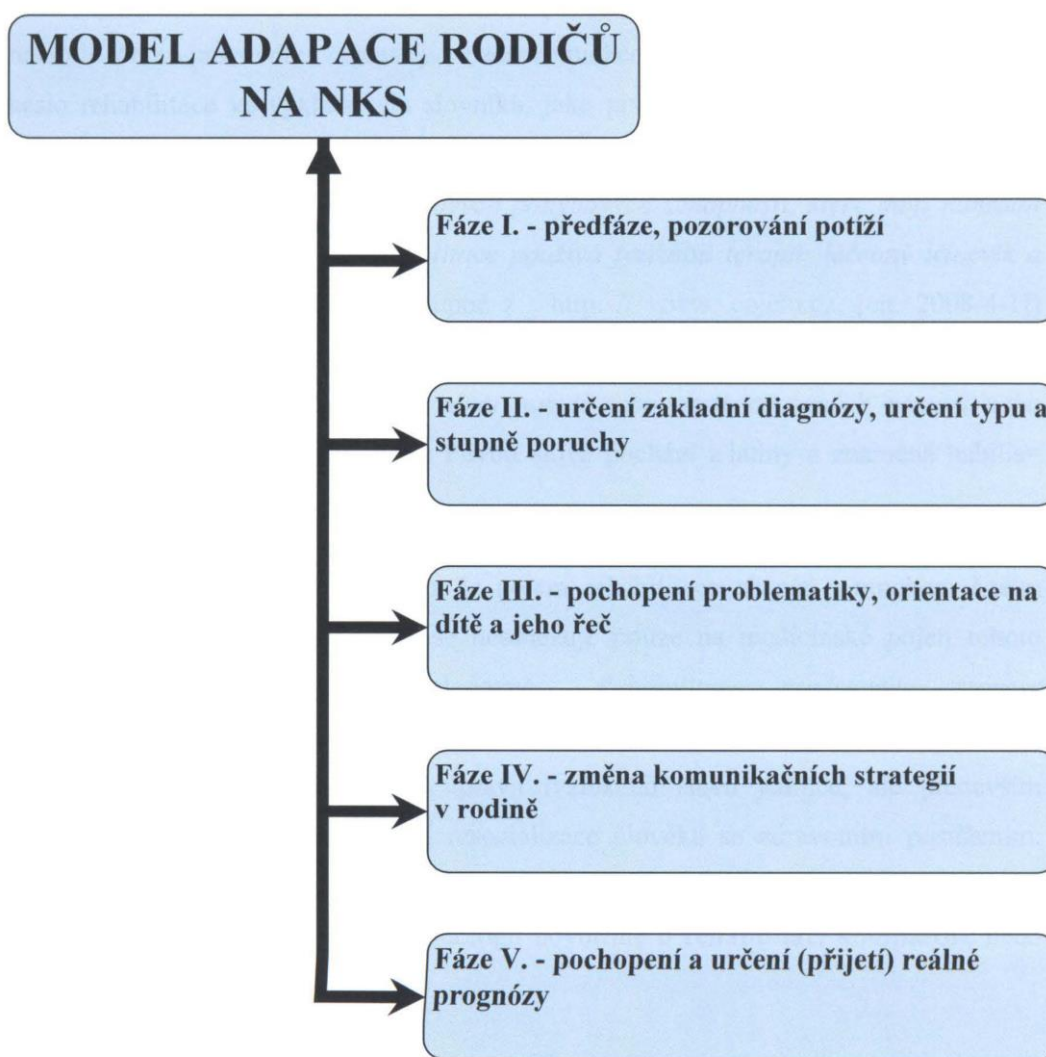 MODEL ADAPACE RODÍČŮ
NA NKS
Fáze I. - předfáze, pozorování potíží
Fáze II. - určení základní diagnózy, určení typu a
stupně poruchy
Fáze III. - pochopení problematiky, orientace na
dítě a jeho řeč
Fáze IV. - změna komunikačních strategií
v rodině
Fáze V. - pochopení a určení (přijetí) reálné
prognózy